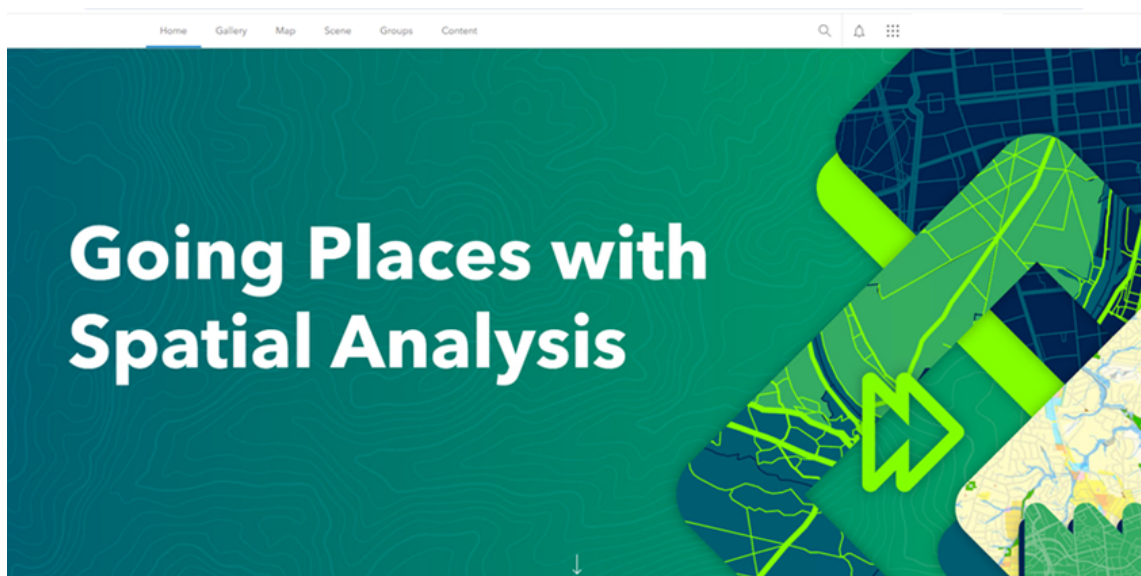 Home Gallery Map Scene Groups Content
Going Places with
Spatial Analysis